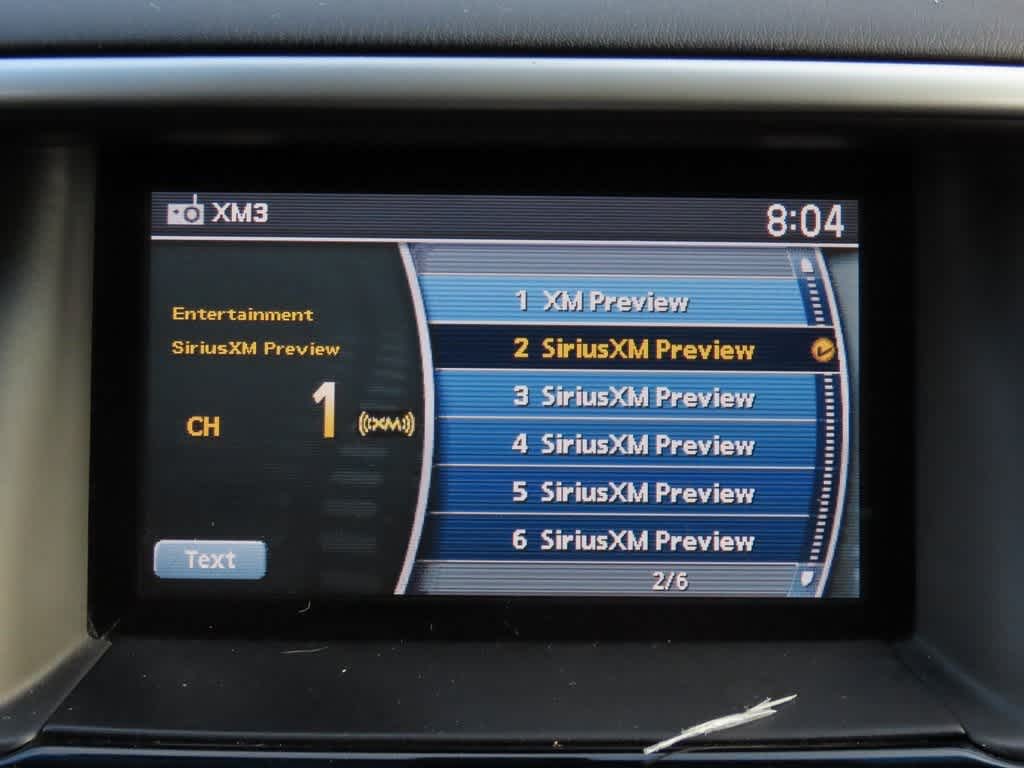 XM3
8:04
Entertainment
SiriusXM Preview
CH 1 XM
Text
1 XM Preview
2 SiriusXM Preview
3 SiriusXM Preview
4 SiriusXM Preview
5 SiriusXM Preview
6 SiriusXM Preview
2/6